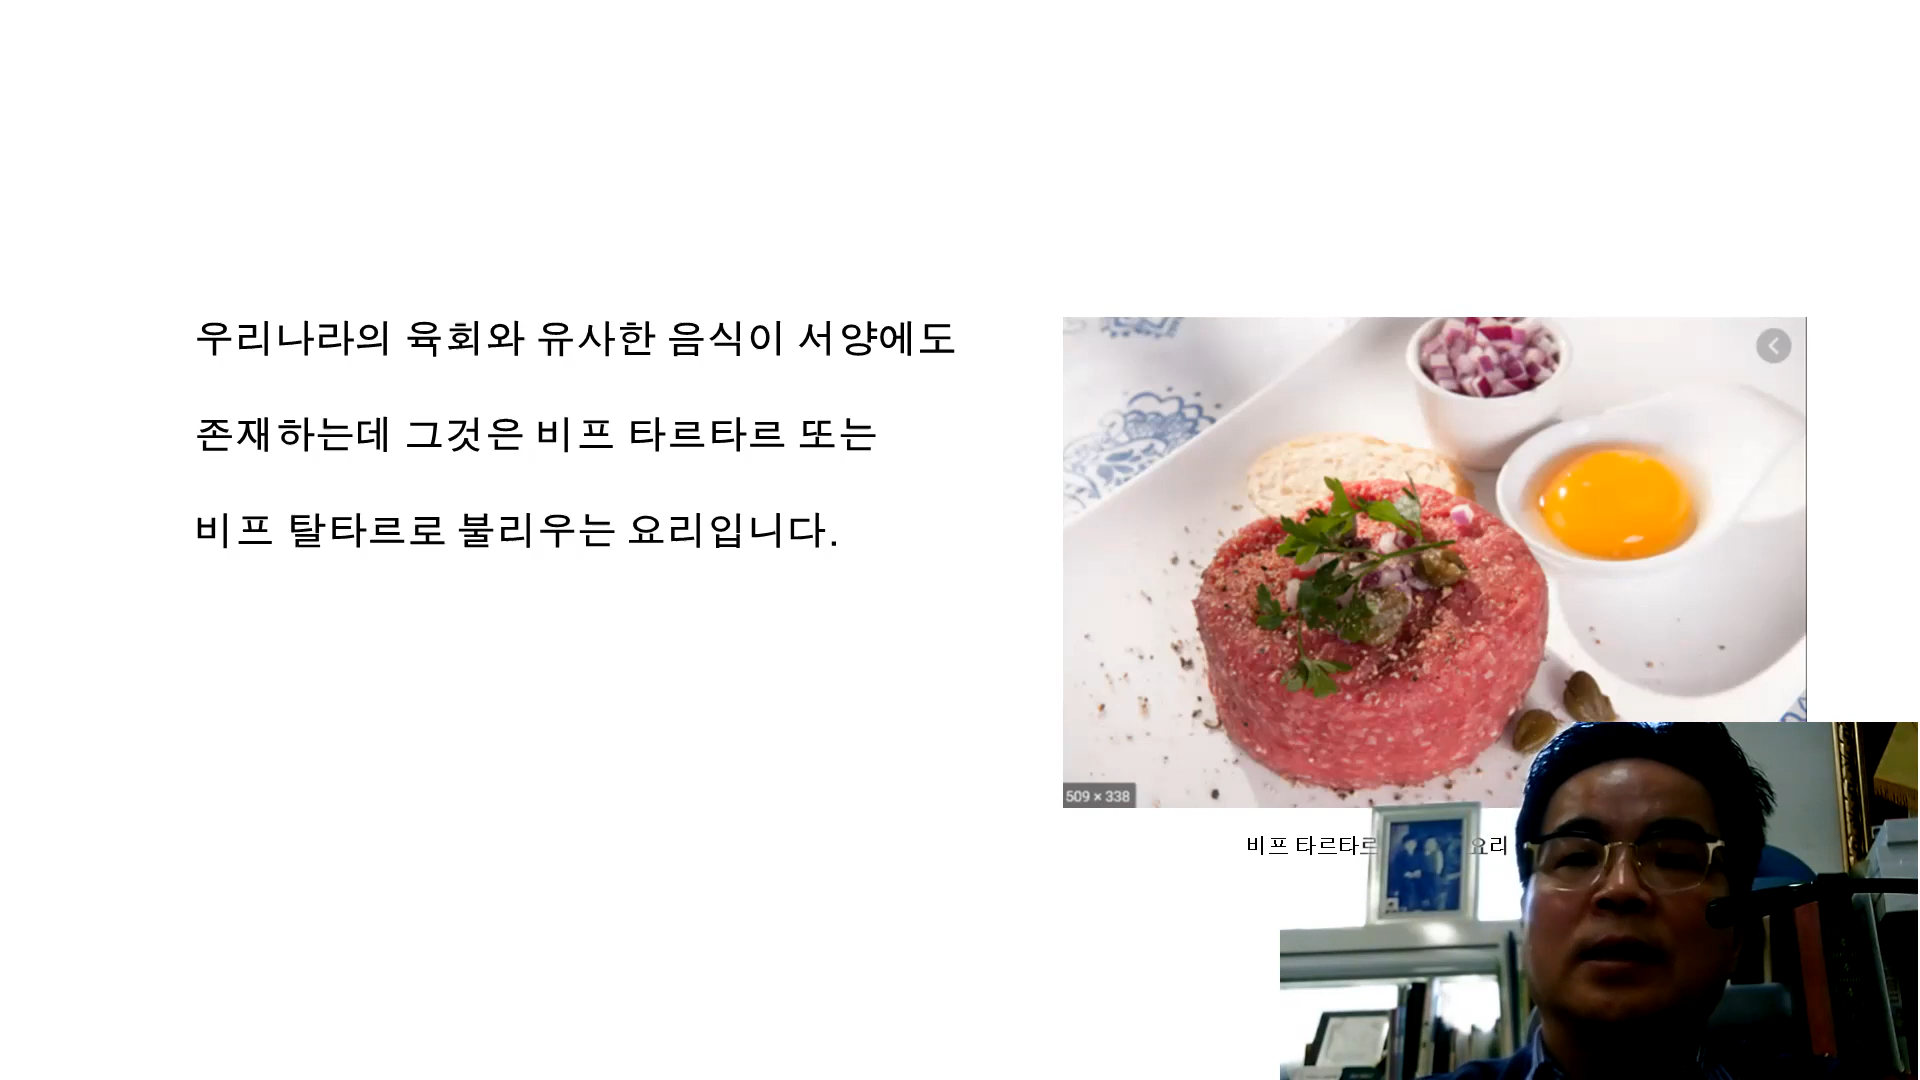 우리나라의 육회와 유사한 음식이 서양에도
존재하는데 그것은 비프 타르타르 또는
비프 탈타르로 불리우는 요리입니다.
509 × 338
비프 타르타르 요리